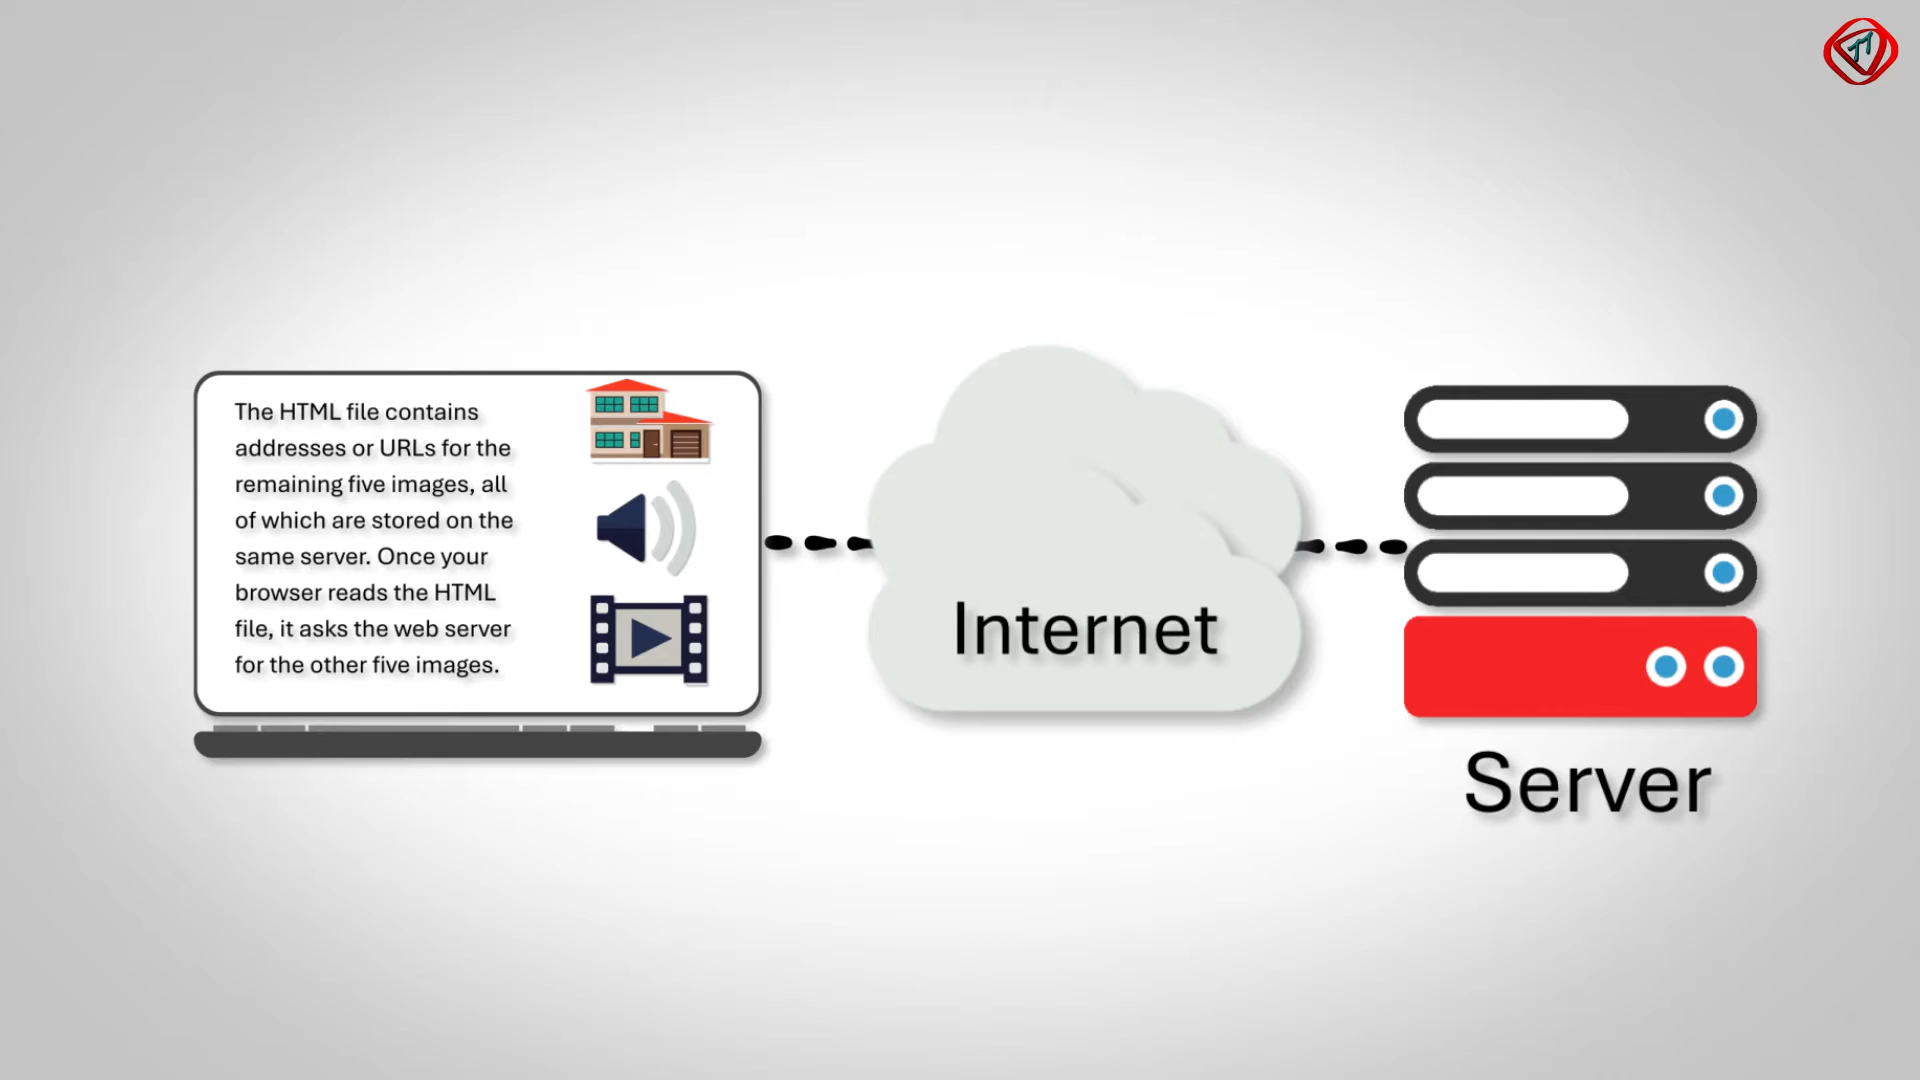 The HTML file contains
addresses or URLs for the
remaining five images, all
of which are stored on the
same server. Once your
browser reads the HTML
file, it asks the web server
for the other five images.
Internet
Server